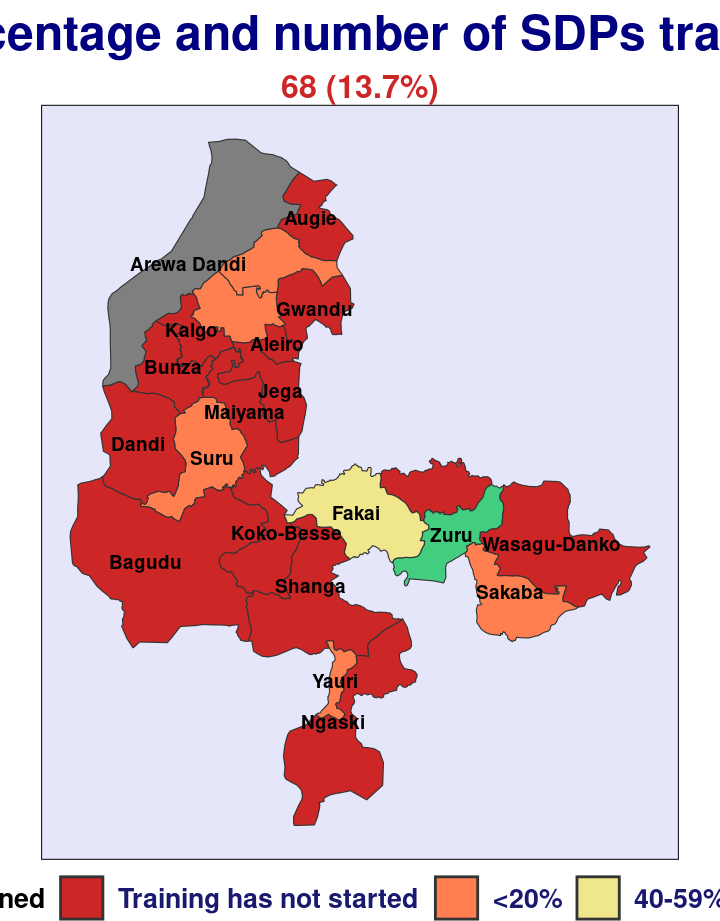 centage and number of SDPs tra
68 (13.7%)
Augie
Arewa Dandi
Gwandu
Kalgo
Aleiro
Bunza
Jega
Maiyama
Dandi
Suru
Fakai
Koko-Besse
Zuru
Wasagu-Danko
Bagudu
Shanga
Sakaba
Yauri
Ngaski
ned Training has not started <20% 40-59%